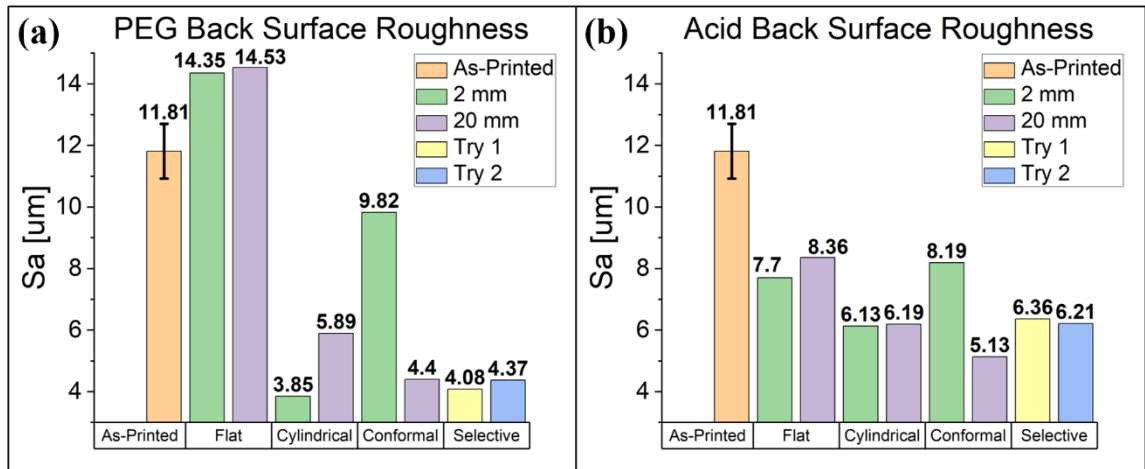 (a) PEG Back Surface Roughness
Sa [um]
14
12
10
8
6
4
11.81
14.35
14.53
3.85
5.89
9.82
4.4
4.08
4.37
As-Printed
2 mm
20 mm
Try 1
Try 2
As-Printed Flat Cylindrical Conformal Selective
(b) Acid Back Surface Roughness
Sa [um]
14
12
10
8
6
4
11.81
7.7
8.36
6.13
6.19
8.19
5.13
6.36
6.21
As-Printed
2 mm
20 mm
Try 1
Try 2
As-Printed Flat Cylindrical Conformal Selective